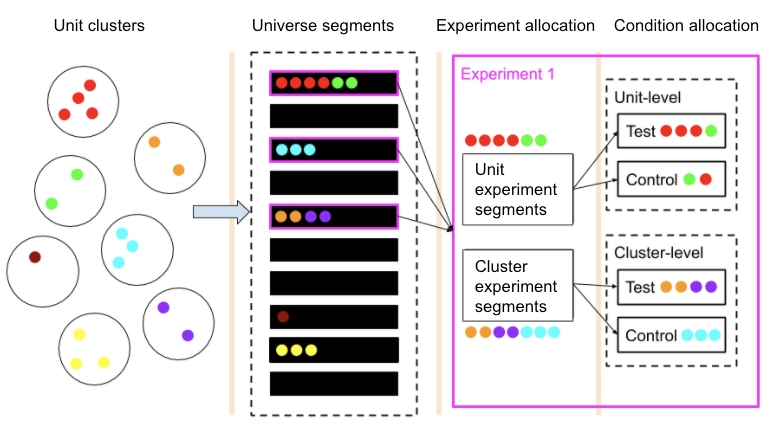 Unit clusters
Universe segments
Experiment allocation
Condition allocation
Experiment 1
Unit
experiment
segments
Cluster
experiment
segments
Unit-level
Test
Control
Cluster-level
Test
Control